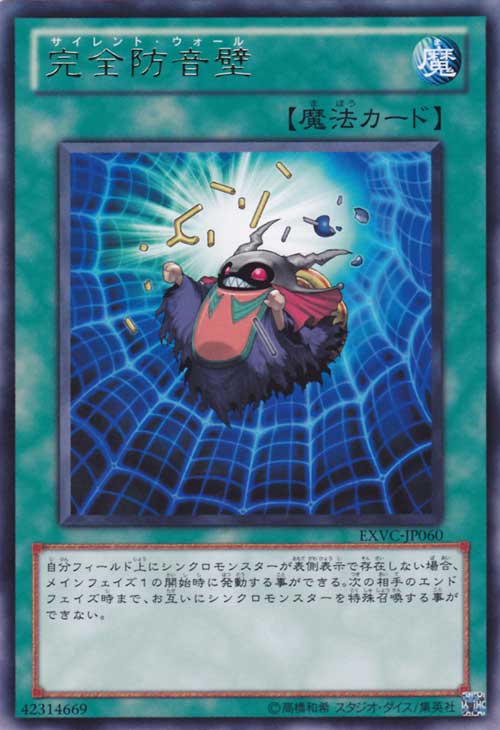 サイレント・ウォール
完全防音壁
魔
まほう
【魔法カード】
EXVC-JP060
自分フィールド上にシンクロモンスターが表側表示で存在しない場合、
メインフェイズ1の開始時に発動する事ができる。次の相手のエンド
フェイズ時まで、お互いにシンクロモンスターを特殊召喚する事が
できない。
42314669
©高橋和希 スタジオ・ダイス/集英社